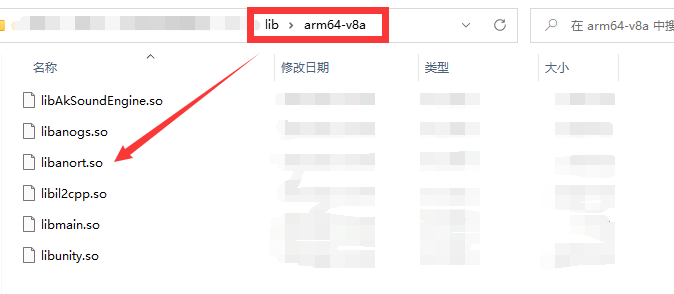 lib > arm64-v8a
在 arm64-v8a 中搜
名称 修改日期 类型 大小
libAkSoundEngine.so
libanogs.so
libanort.so
libil2cpp.so
libmain.so
libunity.so